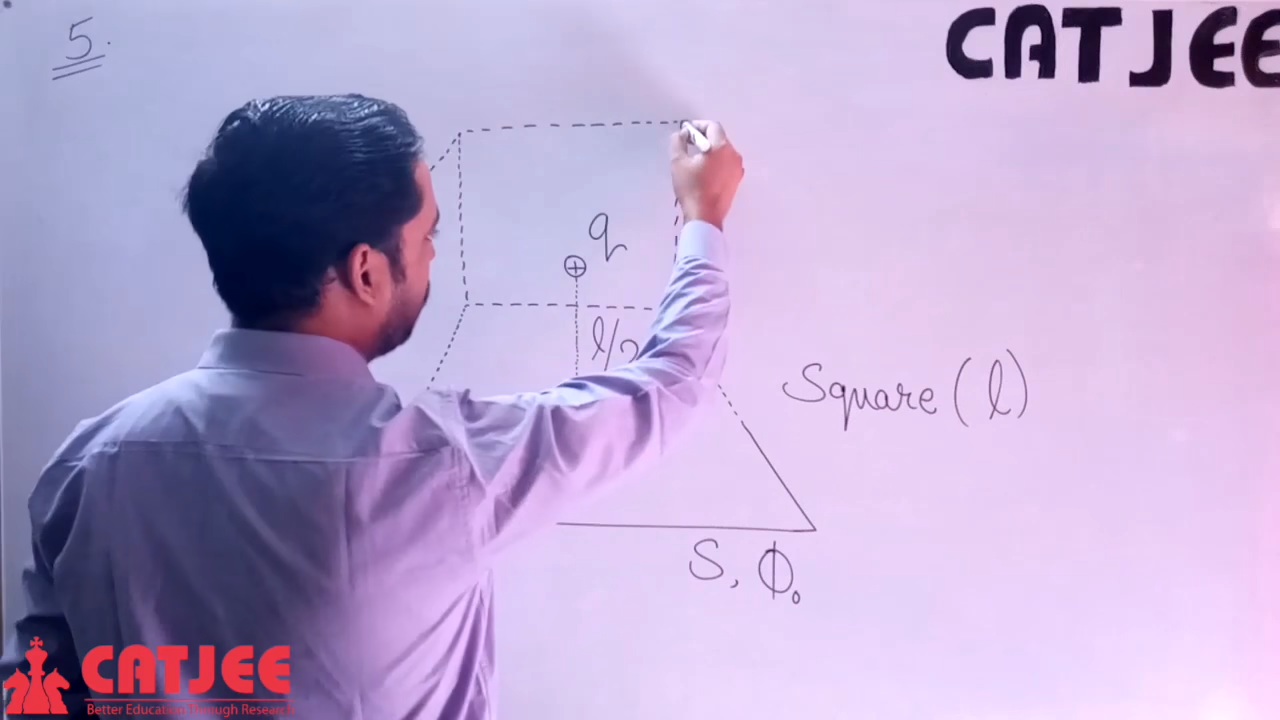 5.
CATJEE
q
l/2
Square (l)
S, Φ₀
CATJEE
Better Education Through Research